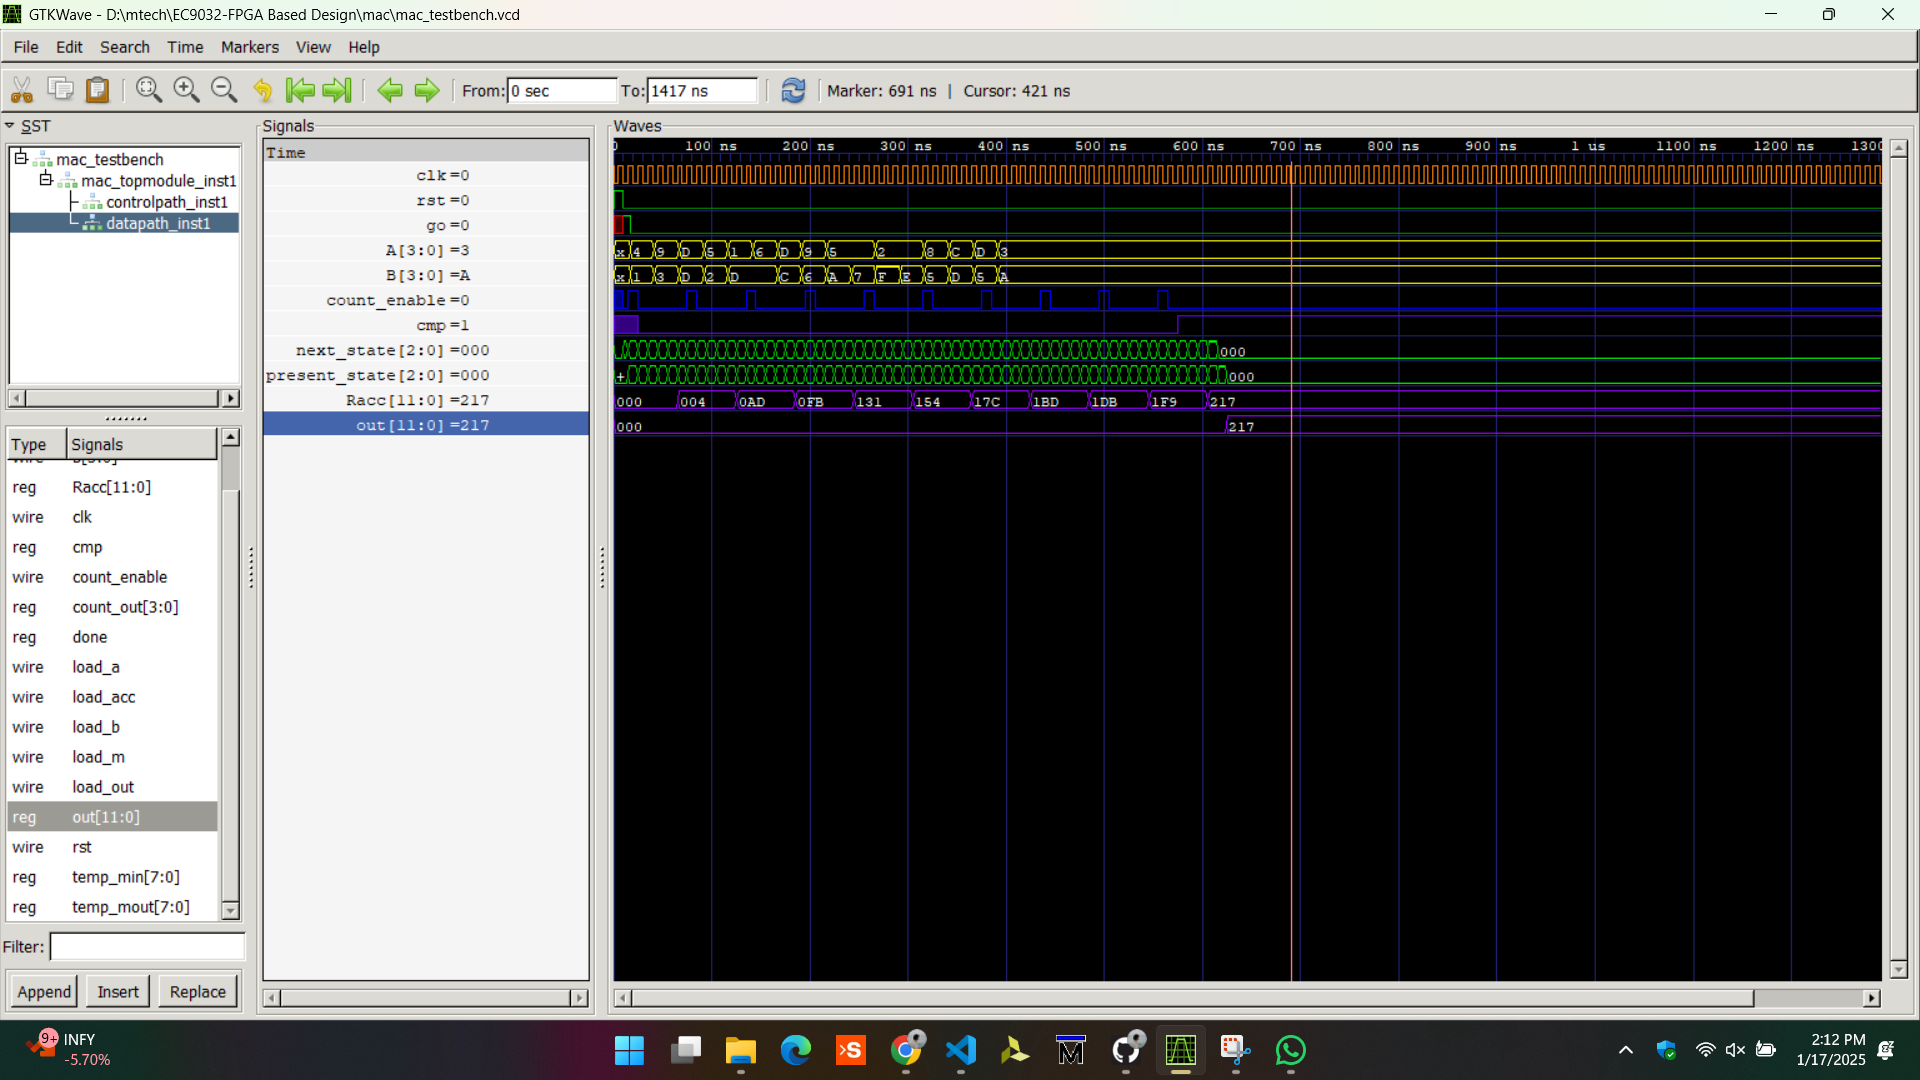 GTKWave - D:\mtech\EC9032-FPGA Based Design\mac\mac_testbench.vcd
File Edit Search Time Markers View Help
From: 0 sec To: 1417 ns Marker: 691 ns | Cursor: 421 ns
SST
mac_testbench
mac_topmodule_inst1
controlpath_inst1
datapath_inst1
Type Signals
reg Racc[11:0]
wire clk
reg cmp
wire count_enable
reg count_out[3:0]
reg done
wire load_a
wire load_acc
wire load_b
wire load_m
wire load_out
reg out[11:0]
wire rst
reg temp_min[7:0]
reg temp_mout[7:0]
Filter:
Append Insert Replace
Signals
Time
clk=0
rst=0
go=0
A[3:0]=3
B[3:0]=A
count_enable=0
cmp=1
next_state[2:0]=000
present_state[2:0]=000
Racc[11:0]=217
out[11:0]=217
Waves
0 100 ns 200 ns 300 ns 400 ns 500 ns 600 ns 700 ns 800 ns 900 ns 1 us 1100 ns 1200 ns 1300
x 4 9 D 5 1 6 D 9 5 2 8 C D 3
x 1 3 D 2 D C 6 A 7 F E 5 D 5 A
000
+ 000
000 004 0AD 0FB 131 154 17C 1BD 1DB 1F9 217
000 217
9+ INFY
-5.70%
2:12 PM
1/17/2025